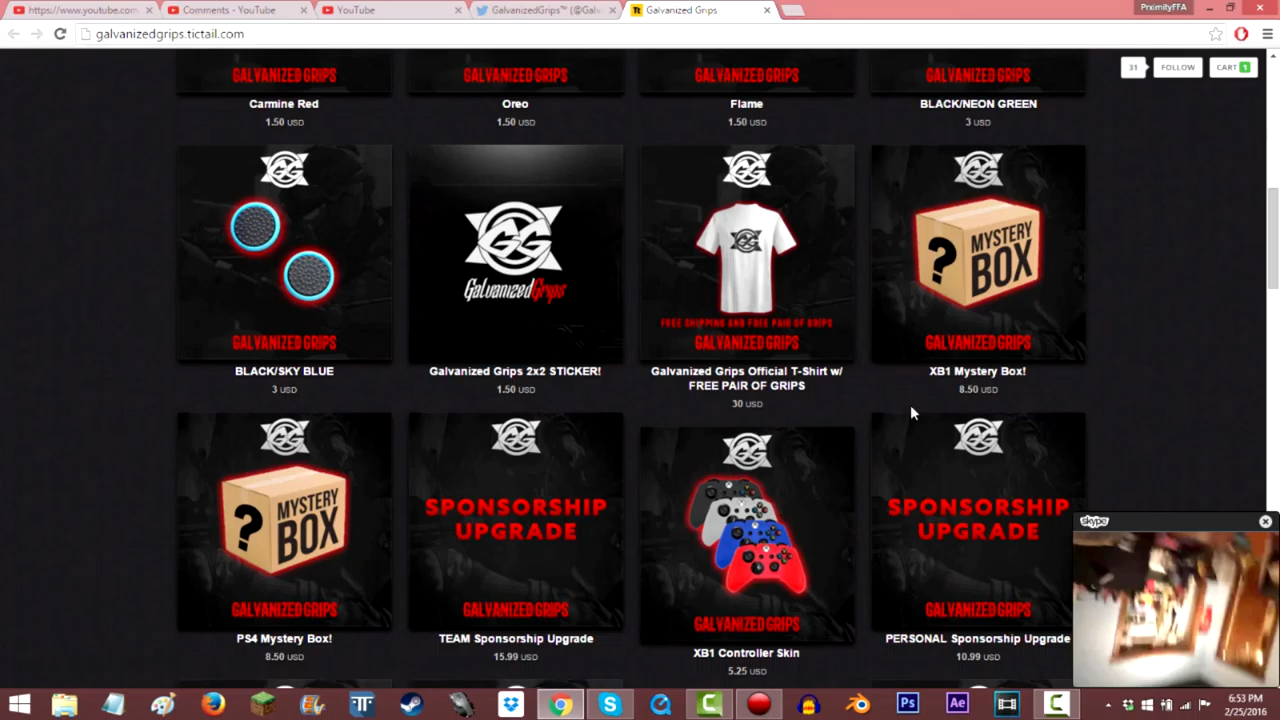 https://www.youtube.com
Comments - YouTube
YouTube
GalvanizedGrips™ (@Galv
Galvanized Grips
PrximityFFA
galvanizedgrips.tictail.com
31
FOLLOW
CART 1
GALVANIZED GRIPS
GALVANIZED GRIPS
GALVANIZED GRIPS
GALVANIZED GRIPS
Carmine Red
Oreo
Flame
BLACK/NEON GREEN
1.50 USD
1.50 USD
1.50 USD
3 USD
GG
GalvanizedGrips
FREE SHIPPING AND FREE PAIR OF GRIPS
? MYSTERY BOX
GALVANIZED GRIPS
GALVANIZED GRIPS
GALVANIZED GRIPS
BLACK/SKY BLUE
3 USD
Galvanized Grips 2x2 STICKER!
1.50 USD
Galvanized Grips Official T-Shirt w/
FREE PAIR OF GRIPS
30 USD
XB1 Mystery Box!
8.50 USD
? MYSTERY BOX
GALVANIZED GRIPS
PS4 Mystery Box!
8.50 USD
SPONSORSHIP
UPGRADE
GALVANIZED GRIPS
TEAM Sponsorship Upgrade
15.99 USD
GALVANIZED GRIPS
XB1 Controller Skin
5.25 USD
SPONSORSHIP
UPGRADE
GALVANIZED GRIPS
PERSONAL Sponsorship Upgrade
10.99 USD
skype
Ps
Ae
6:53 PM
2/25/2016